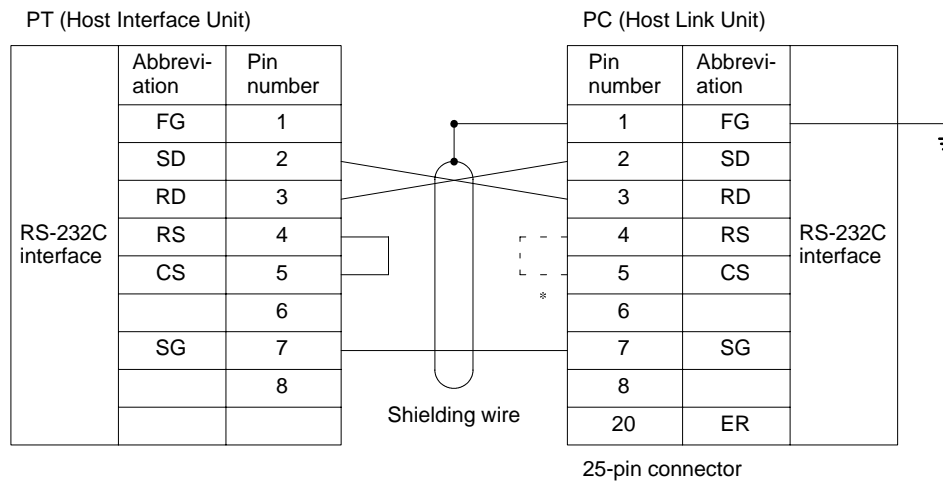 PT (Host Interface Unit)
PC (Host Link Unit)
Abbrevi-
ation
Pin
number
Pin
number
Abbrevi-
ation
FG 1 1 FG
SD 2 2 SD
RD 3 3 RD
RS-232C
interface
RS 4 4 RS
RS-232C
interface
CS 5 5 CS
*
6 6
SG 7 7 SG
8 8
Shielding wire
20 ER
25-pin connector